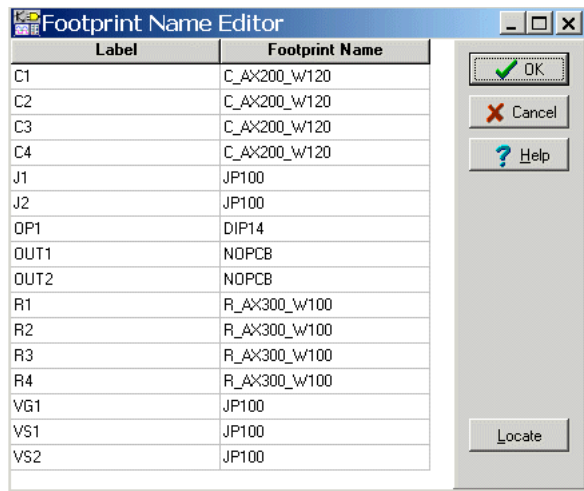 Footprint Name Editor
Label Footprint Name
C1 C_AX200_W120
C2 C_AX200_W120
C3 C_AX200_W120
C4 C_AX200_W120
J1 JP100
J2 JP100
OP1 DIP14
OUT1 NOPCB
OUT2 NOPCB
R1 R_AX300_W100
R2 R_AX300_W100
R3 R_AX300_W100
R4 R_AX300_W100
VG1 JP100
VS1 JP100
VS2 JP100
OK
Cancel
Help
Locate